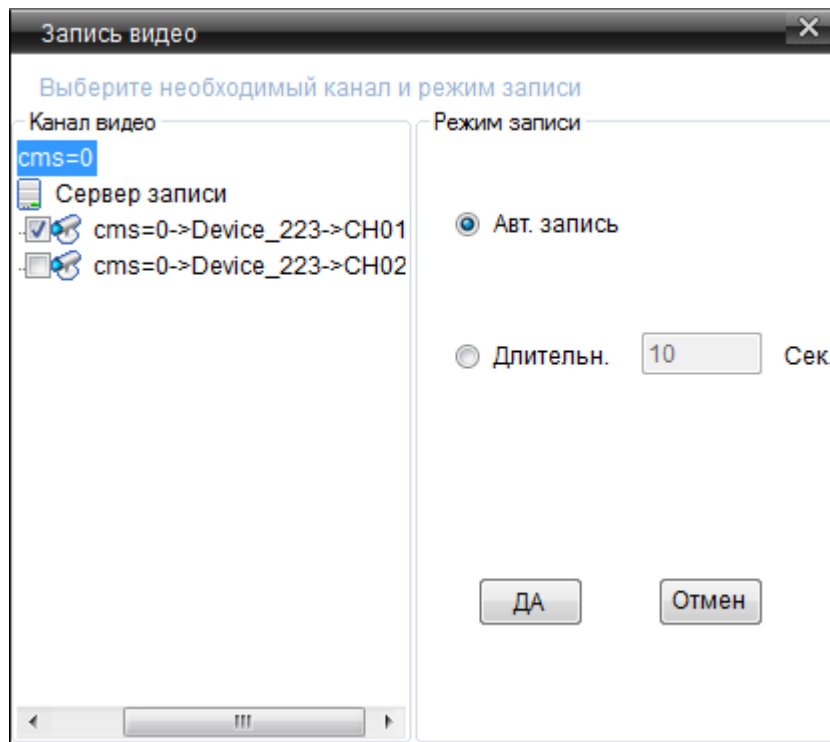 Запись видео
Выберите необходимый канал и режим записи
Канал видео
cms=0
Сервер записи
cms=0->Device_223->CH01
cms=0->Device_223->CH02
Режим записи
Авт. запись
Длительн. 10 Сек.
ДА Отмен